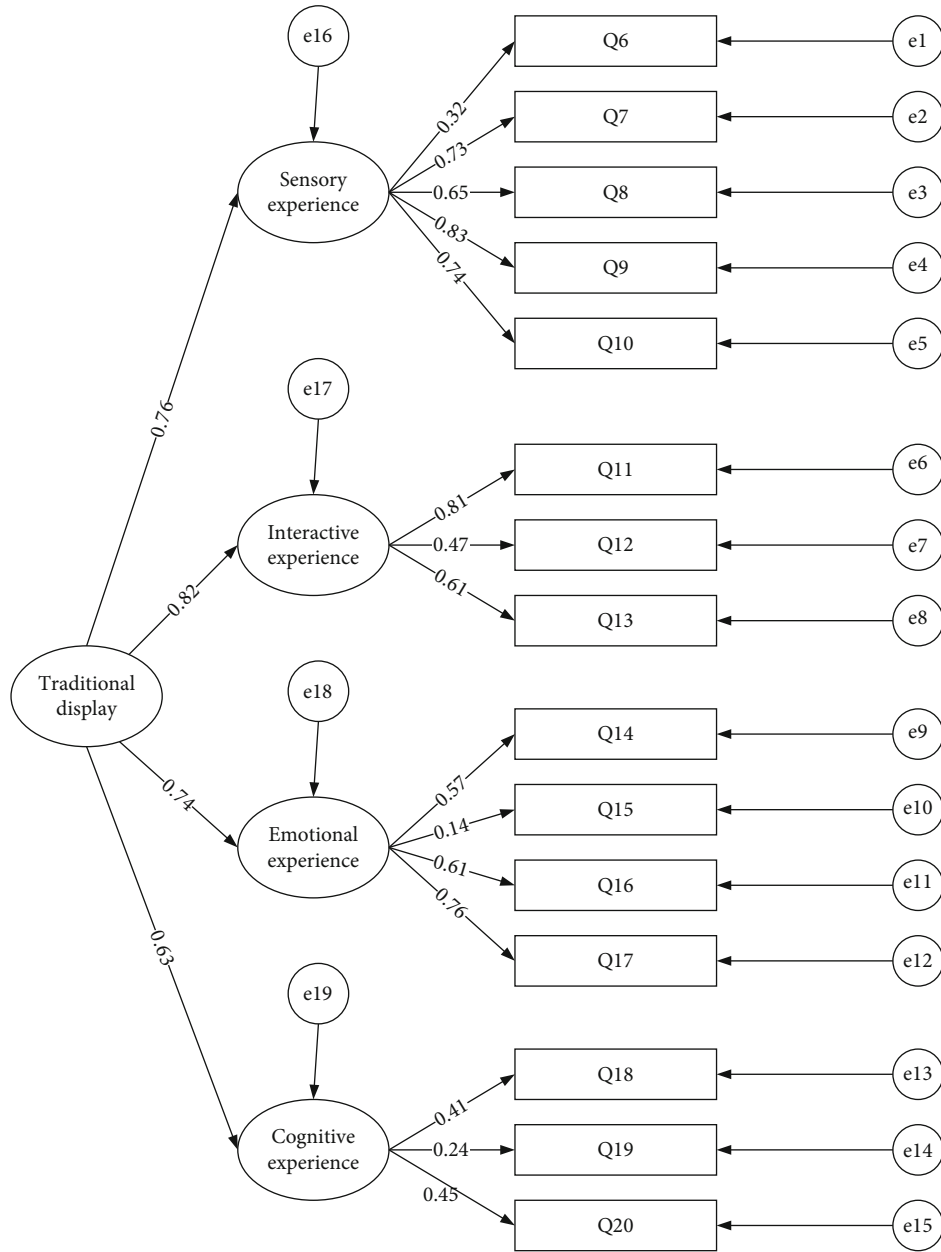 e16
Q6
e1
0.32
Q7
e2
0.73
Sensory
experience
0.65
Q8
e3
0.83
Q9
e4
0.74
Q10
e5
0.76
e17
Q11
e6
0.81
Interactive
experience
0.47
Q12
e7
0.61
Q13
e8
0.82
Traditional
display
e18
Q14
e9
0.57
0.74
Q15
e10
0.14
Emotional
experience
0.61
Q16
e11
0.76
Q17
e12
0.63
e19
Q18
e13
0.41
Cognitive
experience
0.24
Q19
e14
0.45
Q20
e15